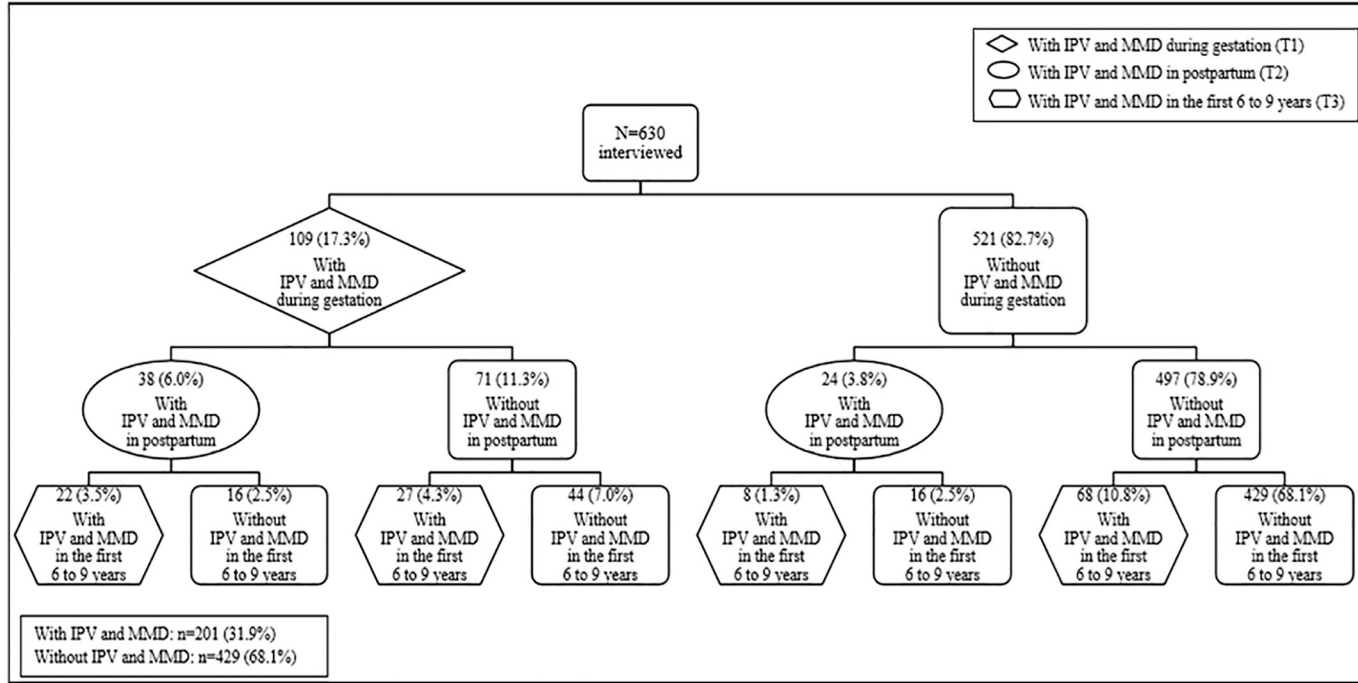 With IPV and MMD during gestation (T1)
With IPV and MMD in postpartum (T2)
With IPV and MMD in the first 6 to 9 years (T3)
N=630
interviewed
109 (17.3%)
With
IPV and MMD
during gestation
521 (82.7%)
Without
IPV and MMD
during gestation
38 (6.0%)
With
IPV and MMD
in postpartum
71 (11.3%)
Without
IPV and MMD
in postpartum
24 (3.8%)
With
IPV and MMD
in postpartum
497 (78.9%)
Without
IPV and MMD
in postpartum
22 (3.5%)
With
IPV and MMD
in the first
6 to 9 years
16 (2.5%)
Without
IPV and MMD
in the first
6 to 9 years
27 (4.3%)
With
IPV and MMD
in the first
6 to 9 years
44 (7.0%)
Without
IPV and MMD
in the first
6 to 9 years
8 (1.3%)
With
IPV and MMD
in the first
6 to 9 years
16 (2.5%)
Without
IPV and MMD
in the first
6 to 9 years
68 (10.8%)
With
IPV and MMD
in the first
6 to 9 years
429 (68.1%)
Without
IPV and MMD
in the first
6 to 9 years
With IPV and MMD: n=201 (31.9%)
Without IPV and MMD: n=429 (68.1%)